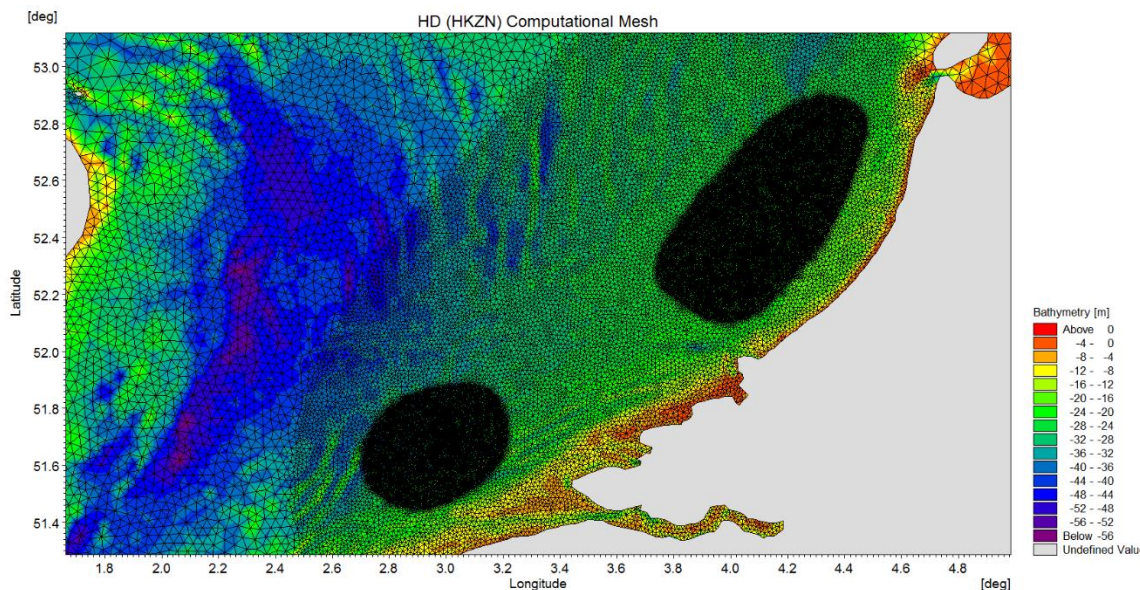 HD (HKZN) Computational Mesh
[deg]
53.0
52.8
52.6
52.4
52.2
52.0
51.8
51.6
51.4
Latitude
1.8 2.0 2.2 2.4 2.6 2.8 3.0 3.2 3.4 3.6 3.8 4.0 4.2 4.4 4.6 4.8
Longitude
[deg]
Bathymetry [m]
Above 0
-4 - 0
-8 - -4
-12 - -8
-16 - -12
-20 - -16
-24 - -20
-28 - -24
-32 - -28
-36 - -32
-40 - -36
-44 - -40
-48 - -44
-52 - -48
-56 - -52
Below -56
Undefined Valu